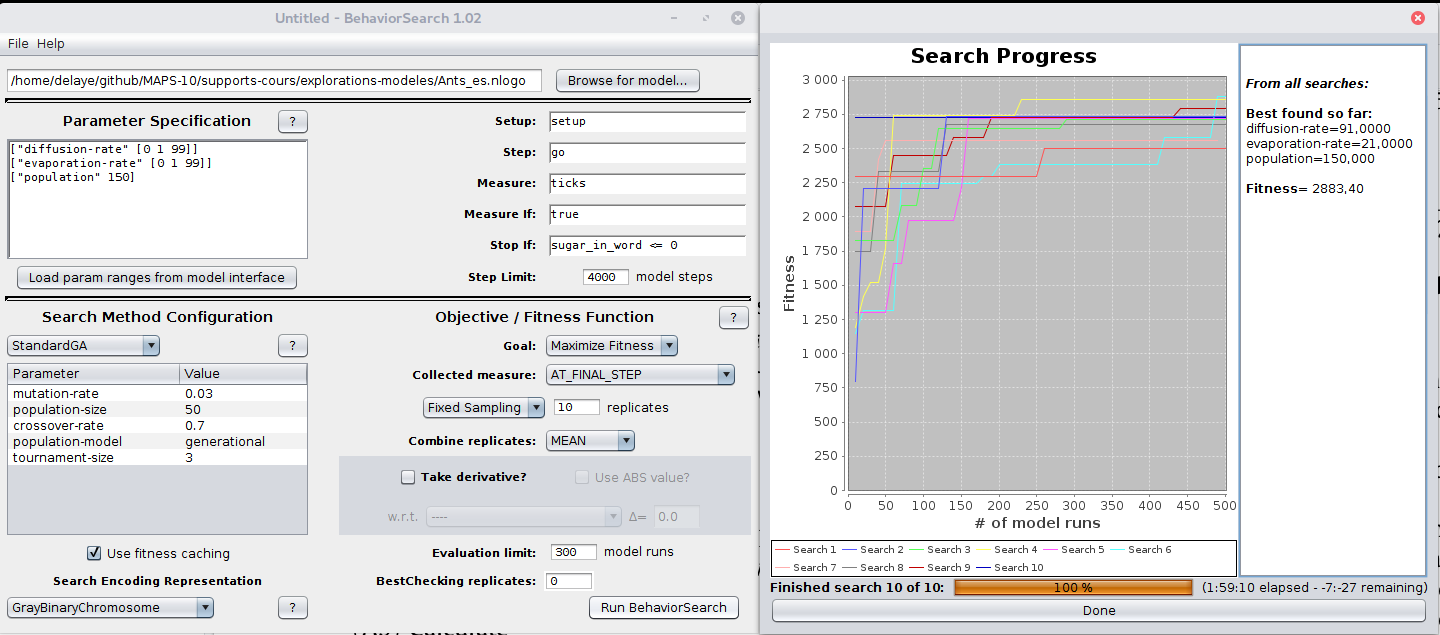 Untitled - BehaviorSearch 1.02
File Help
/home/delaye/github/MAPS-10/supports-cours/explorations-modeles/Ants_es.nlogo
Browse for model...
Parameter Specification
?
["diffusion-rate" [0 1 99]]
["evaporation-rate" [0 1 99]]
["population" 150]
Load param ranges from model interface
Setup: setup
Step: go
Measure: ticks
Measure If: true
Stop If: sugar_in_word <= 0
Step Limit: 4000 model steps
Search Method Configuration
StandardGA
?
Parameter Value
mutation-rate 0.03
population-size 50
crossover-rate 0.7
population-model generational
tournament-size 3
Use fitness caching
Search Encoding Representation
GrayBinaryChromosome
?
Objective / Fitness Function
?
Goal: Maximize Fitness
Collected measure: AT_FINAL_STEP
Fixed Sampling 10 replicates
Combine replicates: MEAN
Take derivative? Use ABS value?
w.r.t. ---- Δ= 0.0
Evaluation limit: 300 model runs
BestChecking replicates: 0
Run BehaviorSearch
Search Progress
Fitness
3 000
2 750
2 500
2 250
2 000
1 750
1 500
1 250
1 000
750
500
250
0
0 50 100 150 200 250 300 350 400 450 500
# of model runs
Search 1 Search 2 Search 3 Search 4 Search 5 Search 6
Search 7 Search 8 Search 9 Search 10
From all searches:
Best found so far:
diffusion-rate=91,0000
evaporation-rate=21,0000
population=150,000
Fitness= 2883,40
Finished search 10 of 10: 100 % (1:59:10 elapsed - -7:-27 remaining)
Done